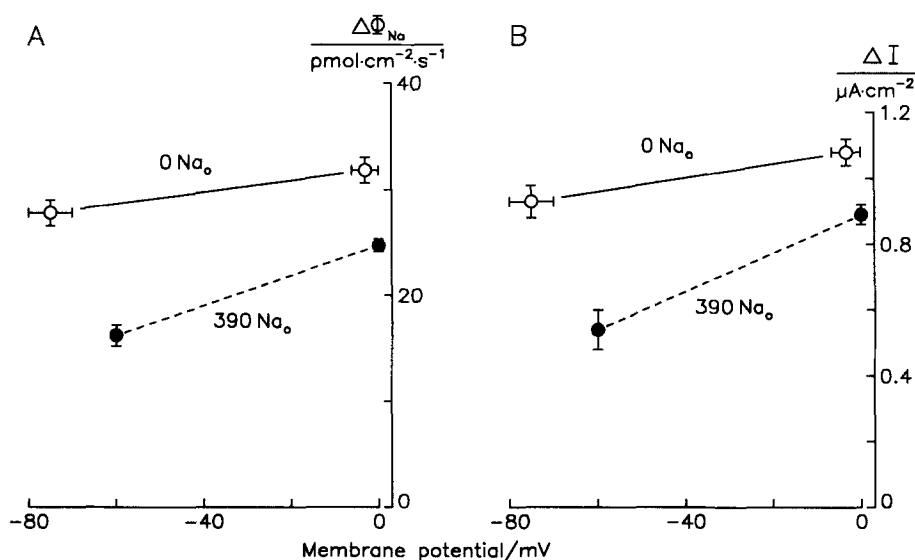 A
ΔΦ_Na
pmol·cm⁻²·s⁻¹
40
0 Naₒ
20
390 Naₒ
0
-80
-40
0
B
ΔI
μA·cm⁻²
1.2
0 Naₒ
0.8
390 Naₒ
0.4
0
-80
-40
0
Membrane potential/mV